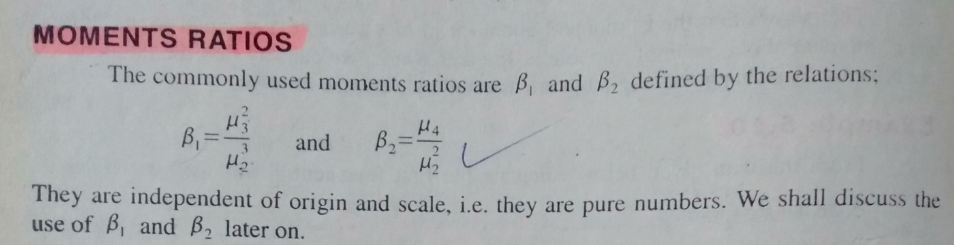 MOMENTS RATIOS
The commonly used moments ratios are β₁ and β₂ defined by the relations;
β₁ = μ₃²/μ₂³ and β₂ = μ₄/μ₂²
They are independent of origin and scale, i.e. they are pure numbers. We shall discuss the
use of β₁ and β₂ later on.